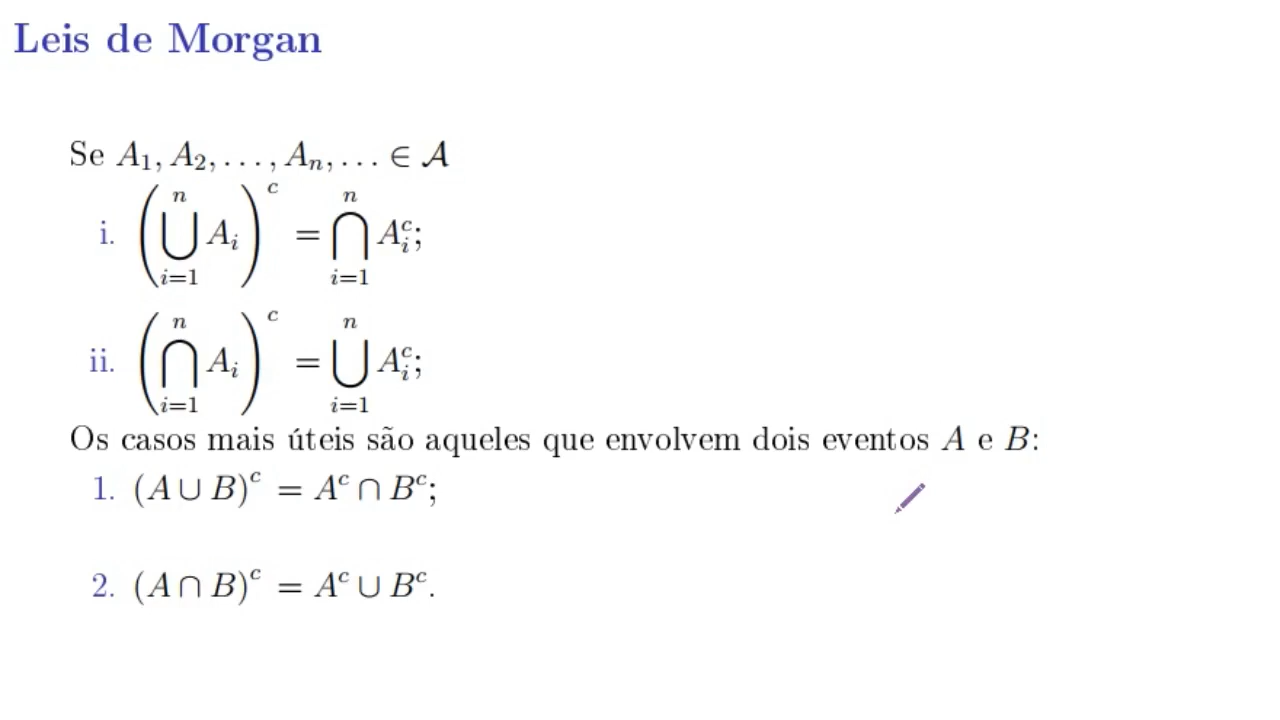 Leis de Morgan
Se A₁, A₂, . . . , Aₙ, . . . ∈ 𝒜
i. (⋃ᵢ₌₁ⁿ Aᵢ)ᶜ = ⋂ᵢ₌₁ⁿ Aᵢᶜ;
ii. (⋂ᵢ₌₁ⁿ Aᵢ)ᶜ = ⋃ᵢ₌₁ⁿ Aᵢᶜ;
Os casos mais úteis são aqueles que envolvem dois eventos A e B:
1. (A ∪ B)ᶜ = Aᶜ ∩ Bᶜ;
2. (A ∩ B)ᶜ = Aᶜ ∪ Bᶜ.